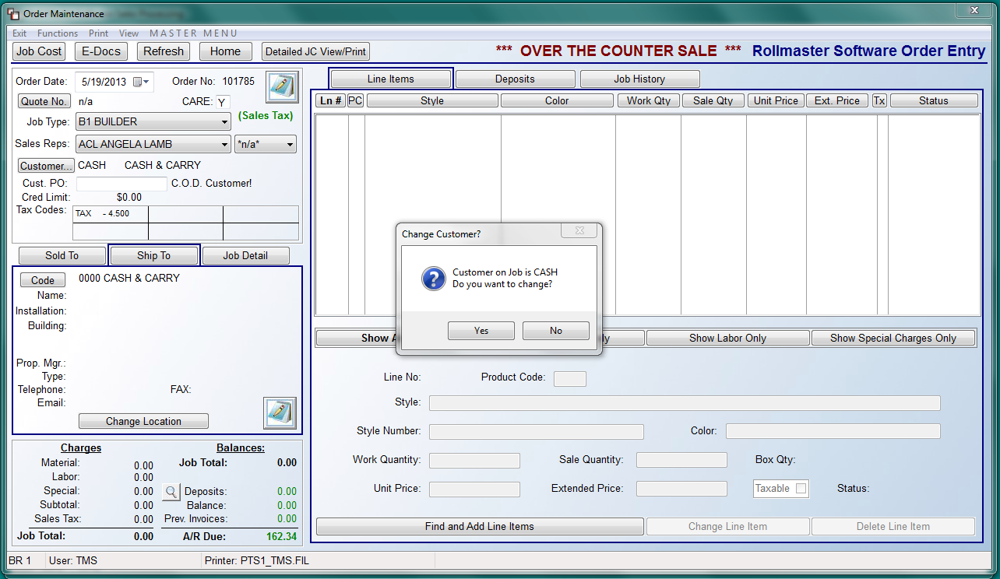 Order Maintenance
Exit Functions Print View MASTER MENU
Job Cost E-Docs Refresh Home Detailed JC View/Print *** OVER THE COUNTER SALE *** Rollmaster Software Order Entry
Order Date: 5/19/2013 Order No: 101785
Quote No. n/a CARE: Y
Job Type: B1 BUILDER (Sales Tax)
Sales Reps: ACL ANGELA LAMB *n/a*
Customer... CASH CASH & CARRY
Cust. PO: C.O.D. Customer!
Cred Limit: $0.00
Tax Codes: TAX - 4.500
Sold To Ship To Job Detail
Code 0000 CASH & CARRY
Name:
Installation:
Building:
Prop. Mgr.:
Type:
Telephone: FAX:
Email:
Change Location
Charges Balances:
Material: 0.00 Job Total: 0.00
Labor: 0.00
Special: 0.00 Deposits: 0.00
Subtotal: 0.00 Balance: 0.00
Sales Tax: 0.00 Prev. Invoices: 0.00
Job Total: 0.00 A/R Due: 162.34
Line Items Deposits Job History
Ln # PC Style Color Work Qty Sale Qty Unit Price Ext. Price Tx Status
Change Customer?
Customer on Job is CASH
Do you want to change?
Yes No
Show Labor Only Show Special Charges Only
Line No: Product Code:
Style:
Style Number: Color:
Work Quantity: Sale Quantity: Box Qty:
Unit Price: Extended Price: Taxable Status:
Find and Add Line Items Change Line Item Delete Line Item
BR 1 User: TMS Printer: PTS1_TMS.FIL